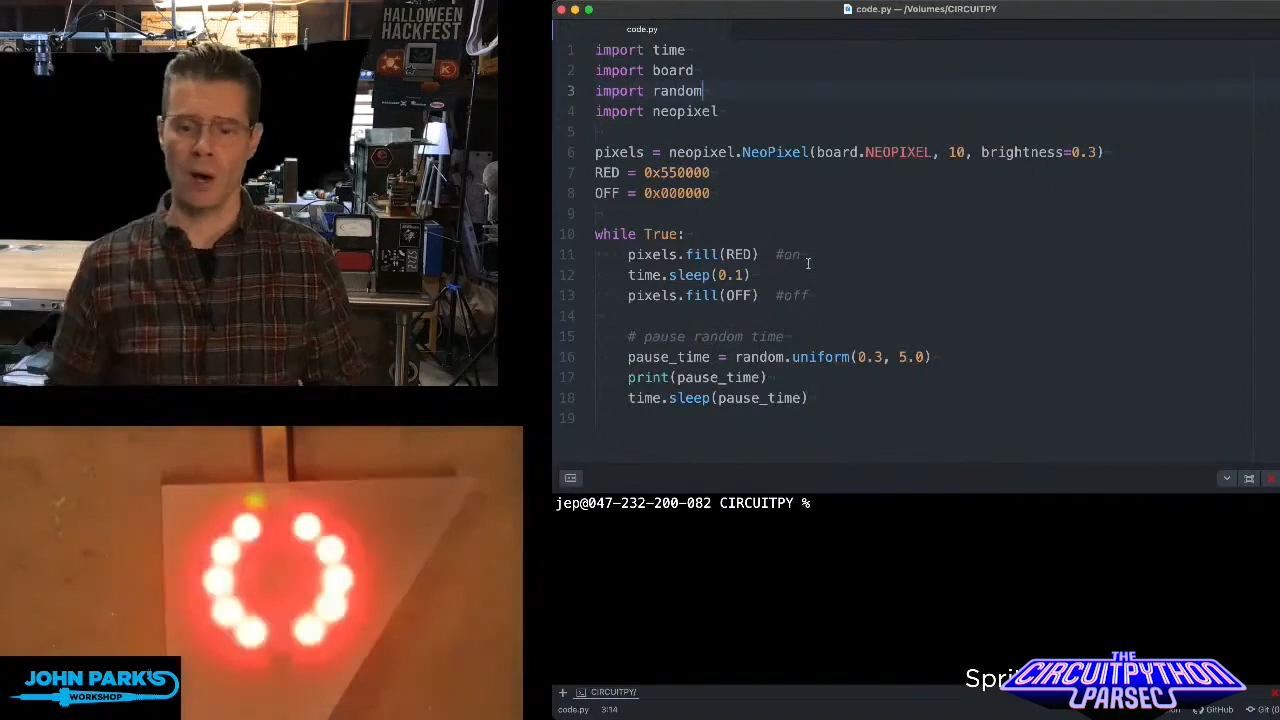 HALLOWEEN
HACKFEST
code.py — /Volumes/CIRCUITPY
code.py
1 import time
2 import board
3 import random
4 import neopixel
5
6 pixels = neopixel.NeoPixel(board.NEOPIXEL, 10, brightness=0.3)
7 RED = 0x550000
8 OFF = 0x000000
9
10 while True:
11 pixels.fill(RED) #on
12 time.sleep(0.1)
13 pixels.fill(OFF) #off
14
15 # pause random time
16 pause_time = random.uniform(0.3, 5.0)
17 print(pause_time)
18 time.sleep(pause_time)
19
jep@047-232-200-082 CIRCUITPY %
JOHN PARK'S
WORKSHOP
THE
CIRCUITPYTHON
PARSEC
+ CIRCUITPY/
code.py 3:14
GitHub